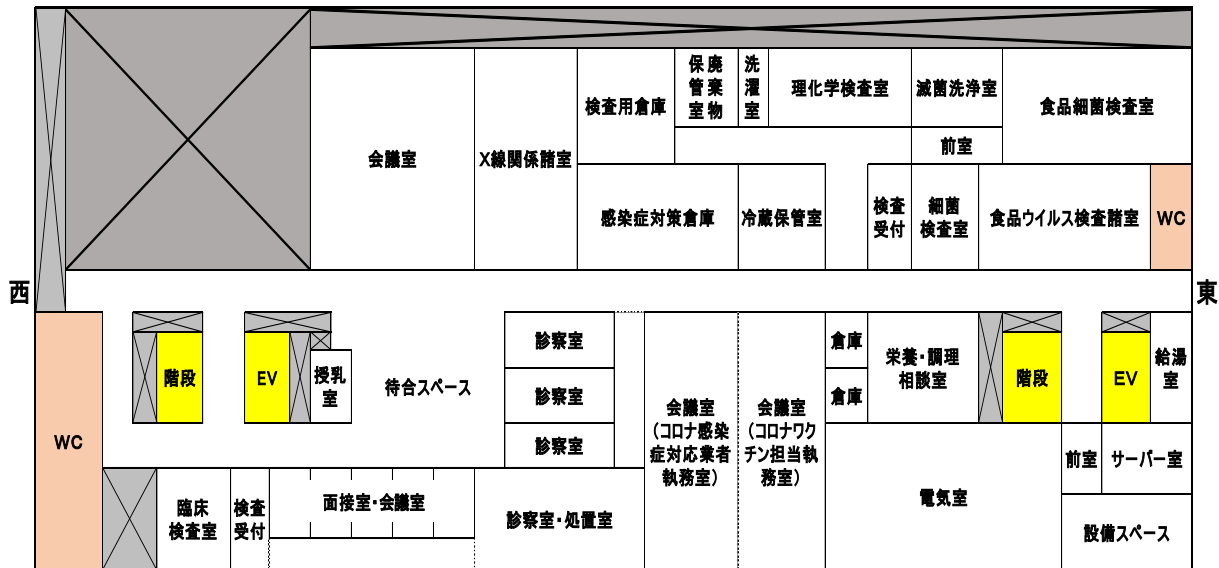 保廃
管棄
室物
洗
濯
室
検査用倉庫
理化学検査室
滅菌洗浄室
食品細菌検査室
前室
会議室
X線関係諸室
感染症対策倉庫
冷蔵保管室
検査
受付
細菌
検査室
食品ウイルス検査諸室
WC
西
東
階段
EV
授乳
室
待合スペース
診察室
診察室
診察室
会議室
（コロナ感染
症対応業者
執務室）
会議室
（コロナワク
チン担当執
務室）
倉庫
倉庫
栄養・調理
相談室
階段
EV
給湯
室
WC
前室
サーバー室
臨床
検査室
検査
受付
面接室・会議室
診察室・処置室
電気室
設備スペース